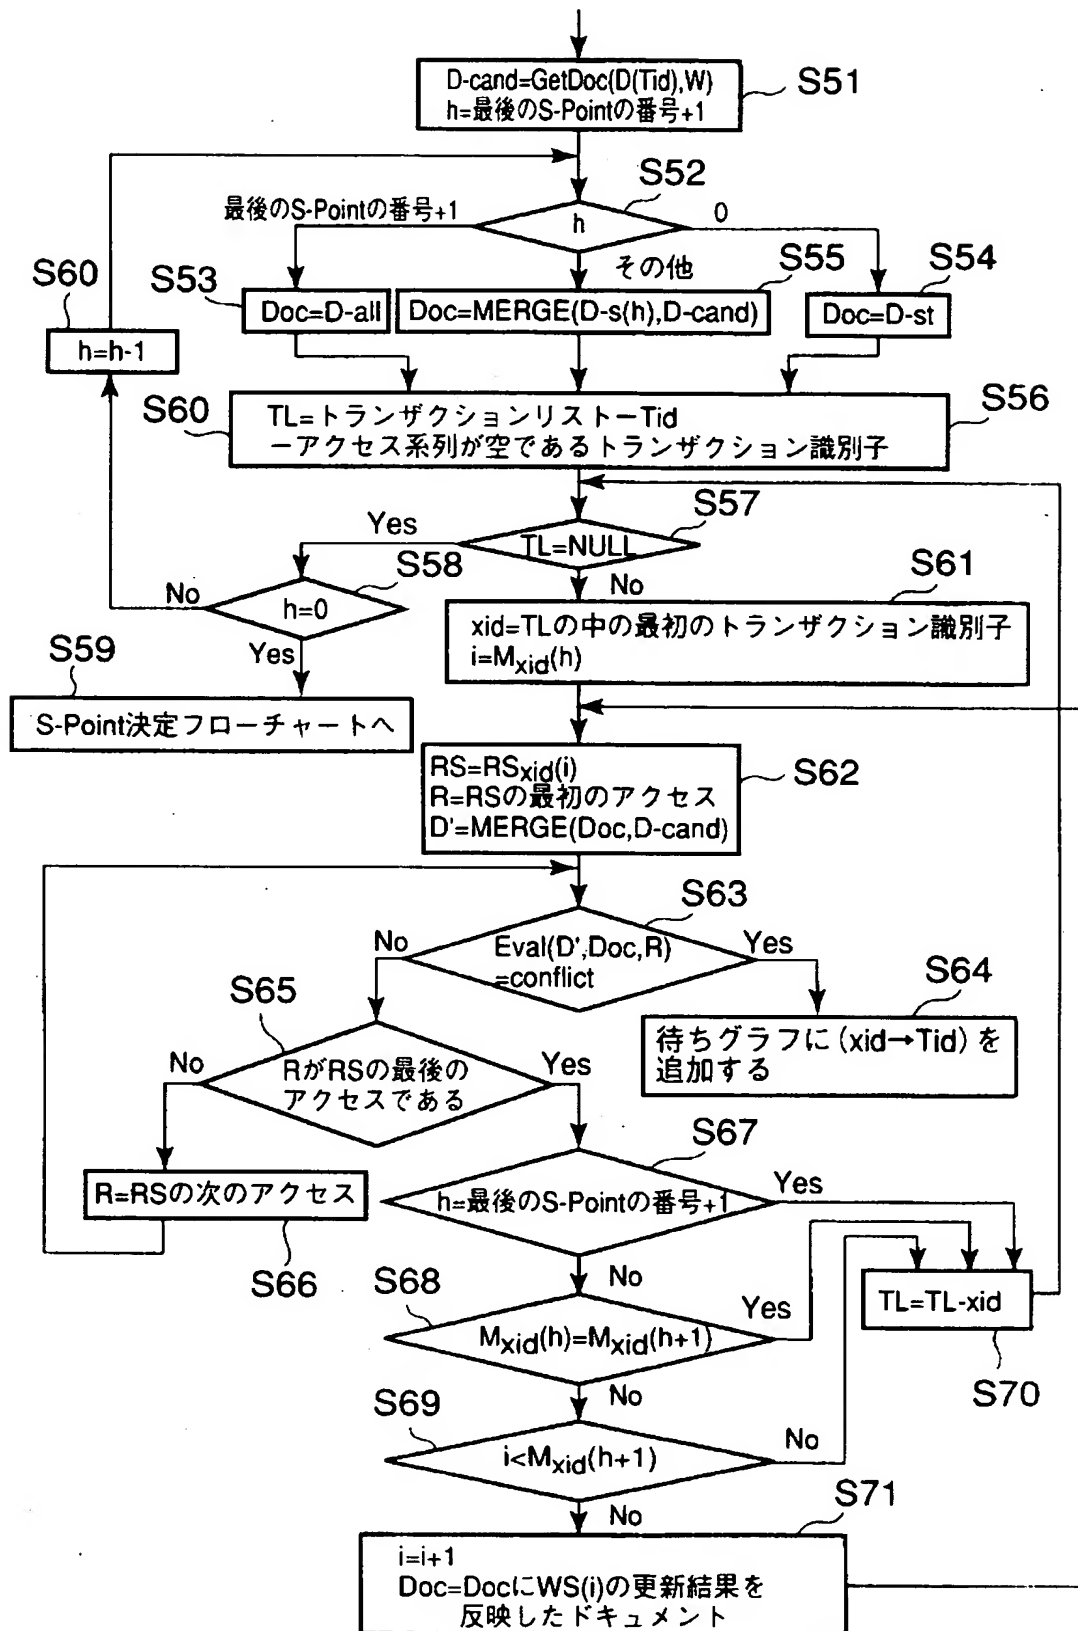 D-cand=GetDoc(D(Tid),W)
h=最後のS-Pointの番号+1
S51
S52
最後のS-Pointの番号+1
h
0
その他
S60
h=h-1
S53
Doc=D-all
S55
Doc=MERGE(D-s(h),D-cand)
S54
Doc=D-st
S60
S56
TL=トランザクションリストーTid
ーアクセス系列が空であるトランザクション識別子
S57
TL=NULL
Yes
No
S58
h=0
No
Yes
S59
S-Point決定フローチャートへ
S61
xid=TLの中の最初のトランザクション識別子
i=Mxid(h)
S62
RS=RSxid(i)
R=RSの最初のアクセス
D'=MERGE(Doc,D-cand)
S63
Eval(D',Doc,R)
=conflict
No
Yes
S64
待ちグラフに(xid→Tid)を
追加する
S65
RがRSの最後の
アクセスである
No
Yes
R=RSの次のアクセス
S66
S67
h=最後のS-Pointの番号+1
Yes
No
S68
Mxid(h)=Mxid(h+1)
Yes
No
TL=TL-xid
S70
S69
i<Mxid(h+1)
No
No
S71
i=i+1
Doc=DocにWS(i)の更新結果を
反映したドキュメント